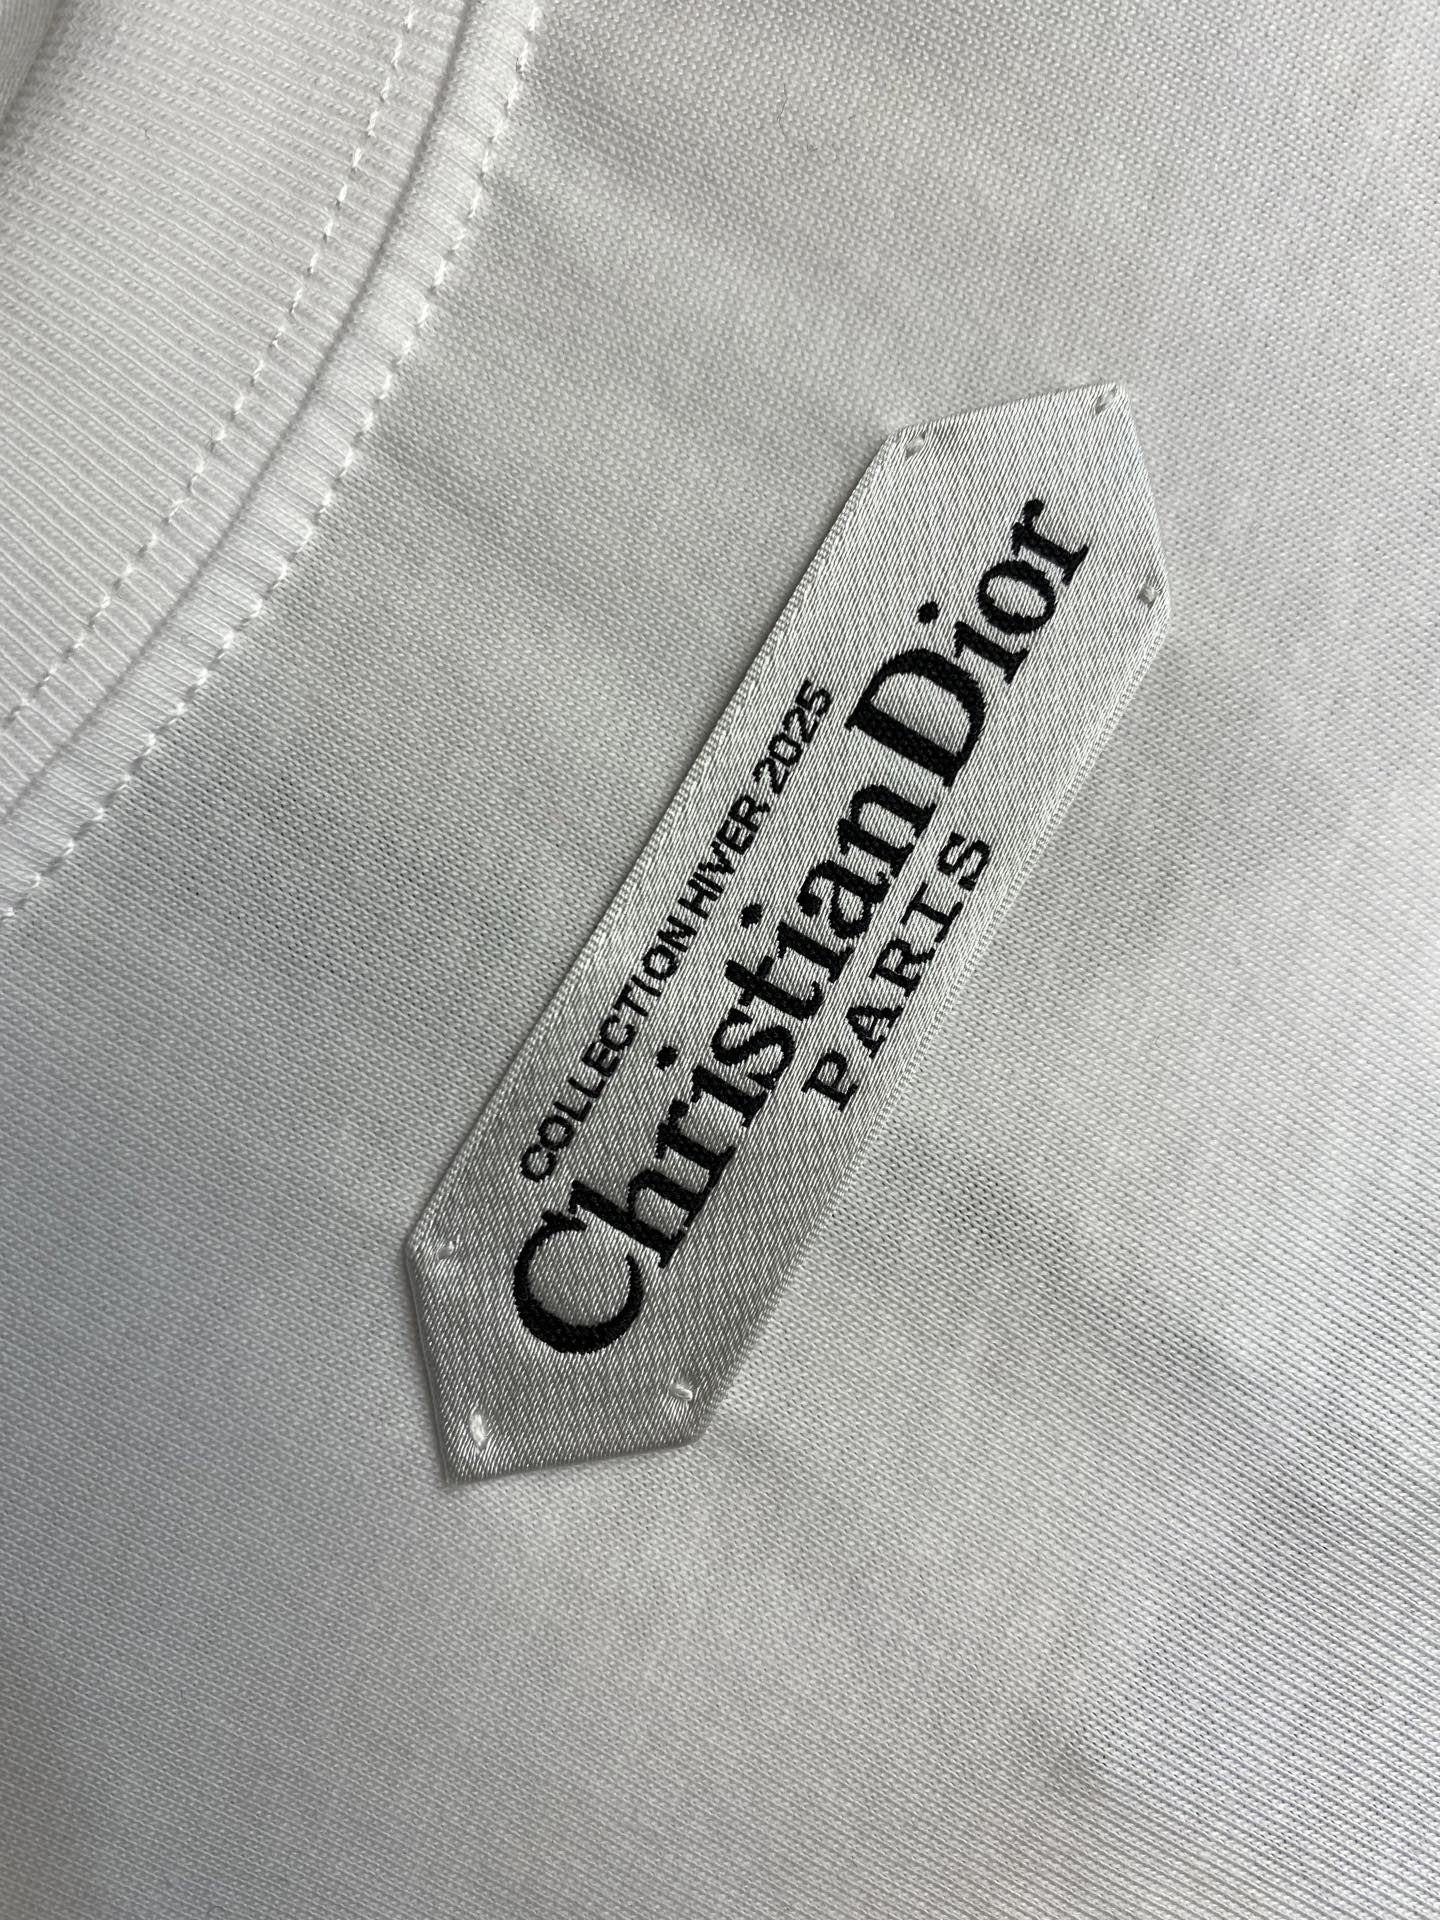 COLLECTION HIVER 2025
Christian Dior
PARIS